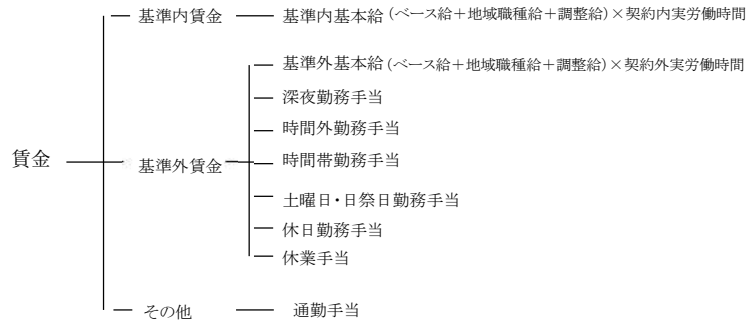 基準内賃金 基準内基本給(ベース給+地域職種給+調整給)×契約内実労働時間
基準外基本給(ベース給+地域職種給+調整給)×契約外実労働時間
深夜勤務手当
時間外勤務手当
賃金 基準外賃金 時間帯勤務手当
土曜日・日祭日勤務手当
休日勤務手当
休業手当
その他 通勤手当